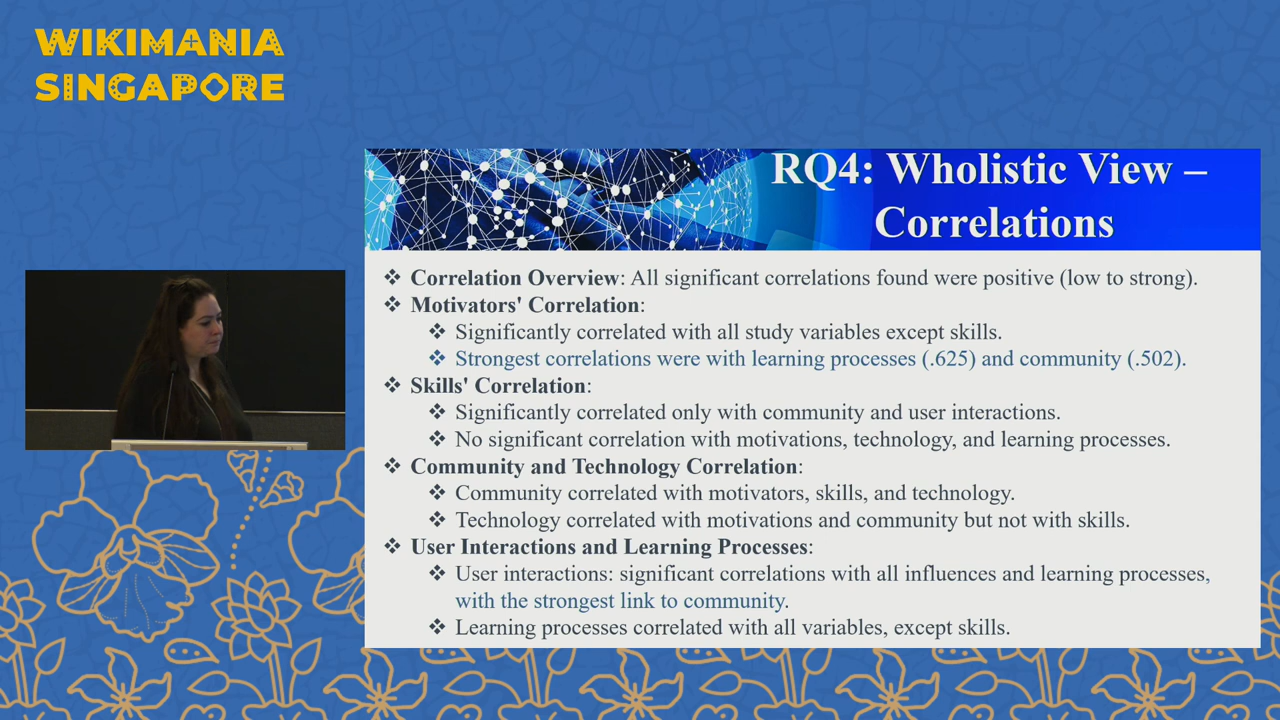 WIKIMANIA
SINGAPORE
RQ4: Wholistic View –
Correlations
❖ Correlation Overview: All significant correlations found were positive (low to strong).
❖ Motivators' Correlation:
❖ Significantly correlated with all study variables except skills.
❖ Strongest correlations were with learning processes (.625) and community (.502).
❖ Skills' Correlation:
❖ Significantly correlated only with community and user interactions.
❖ No significant correlation with motivations, technology, and learning processes.
❖ Community and Technology Correlation:
❖ Community correlated with motivators, skills, and technology.
❖ Technology correlated with motivations and community but not with skills.
❖ User Interactions and Learning Processes:
❖ User interactions: significant correlations with all influences and learning processes,
with the strongest link to community.
❖ Learning processes correlated with all variables, except skills.